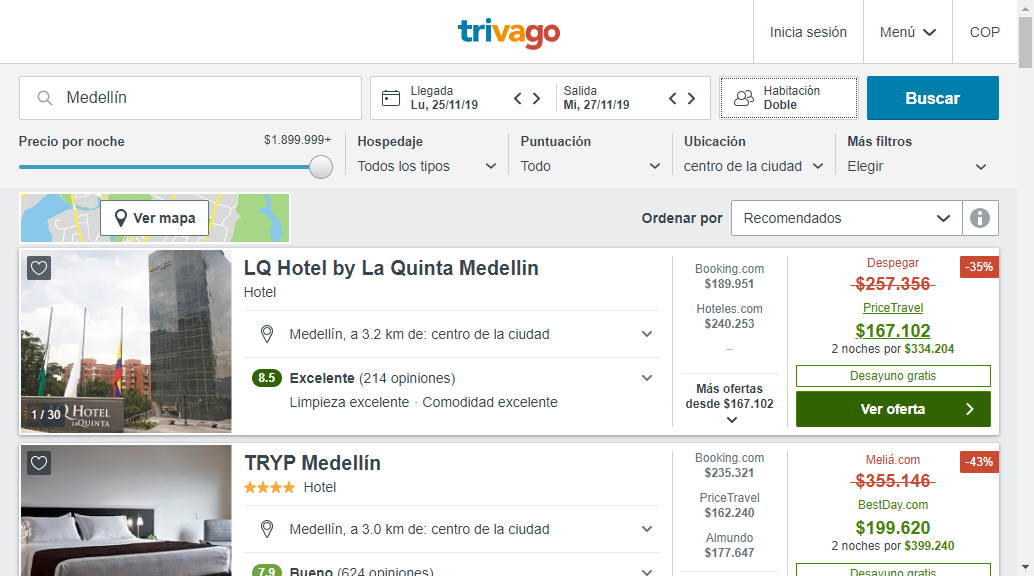 trivago
Inicia sesión
Menú
COP
Medellín
Llegada
Lu, 25/11/19
Salida
Mi, 27/11/19
Habitación
Doble
Buscar
Precio por noche
$1.899.999+
Hospedaje
Todos los tipos
Puntuación
Todo
Ubicación
centro de la ciudad
Más filtros
Elegir
Ver mapa
Ordenar por
Recomendados
LQ Hotel by La Quinta Medellin
Hotel
Medellín, a 3.2 km de: centro de la ciudad
8.5 Excelente (214 opiniones)
Limpieza excelente · Comodidad excelente
1 / 30
HOTEL
LAQUINTA
Booking.com
$189.951
Hoteles.com
$240.253
–
Más ofertas
desde $167.102
Despegar
-35%
$257.356
PriceTravel
$167.102
2 noches por $334.204
Desayuno gratis
Ver oferta
TRYP Medellín
Hotel
Medellín, a 3.0 km de: centro de la ciudad
7.9 Bueno (624 opiniones)
Booking.com
$235.321
PriceTravel
$162.240
Almundo
$177.647
Meliá.com
-43%
$355.146
BestDay.com
$199.620
2 noches por $399.240
Desayuno gratis